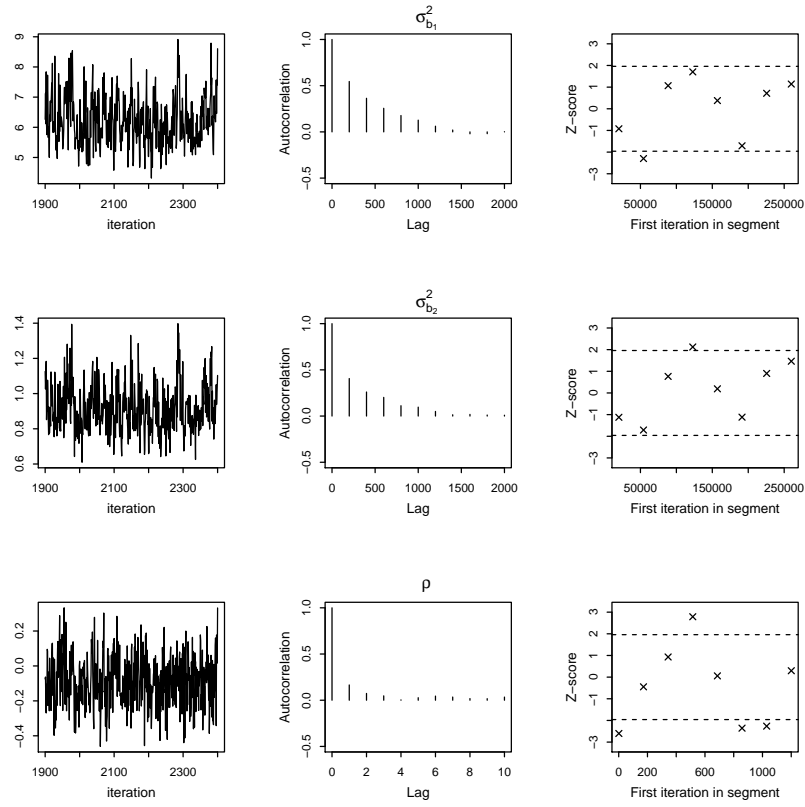 σ²b₁
9
8
7
6
5
1900 2100 2300
iteration
Autocorrelation
1.0
0.5
0.0
−0.5
0 500 1000 1500 2000
Lag
Z−score
3
2
1
0
−1
−3
50000 150000 250000
First iteration in segment
σ²b₂
1.4
1.2
1.0
0.8
0.6
1900 2100 2300
iteration
Autocorrelation
1.0
0.5
0.0
−0.5
0 500 1000 1500 2000
Lag
Z−score
3
2
1
0
−1
−3
50000 150000 250000
First iteration in segment
ρ
0.2
0.0
−0.2
−0.4
1900 2100 2300
iteration
Autocorrelation
1.0
0.5
0.0
−0.5
0 2 4 6 8 10
Lag
Z−score
3
2
1
0
−1
−3
0 200 600 1000
First iteration in segment